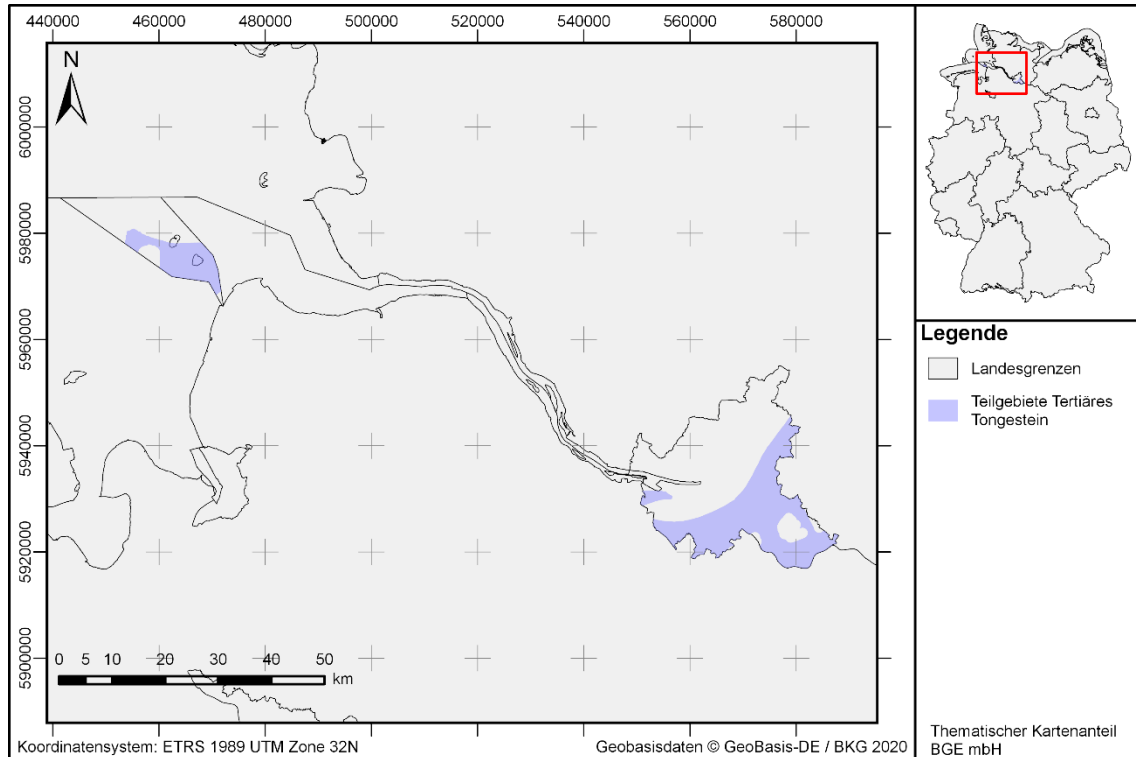 440000 460000 480000 500000 520000 540000 560000 580000
N
6000000
5980000
5960000
5940000
5920000
5900000
0 5 10 20 30 40 50
km
Koordinatensystem: ETRS 1989 UTM Zone 32N
Geobasisdaten © GeoBasis-DE / BKG 2020
Legende
Landesgrenzen
Teilgebiete Tertiäres
Tongestein
Thematischer Kartenanteil
BGE mbH